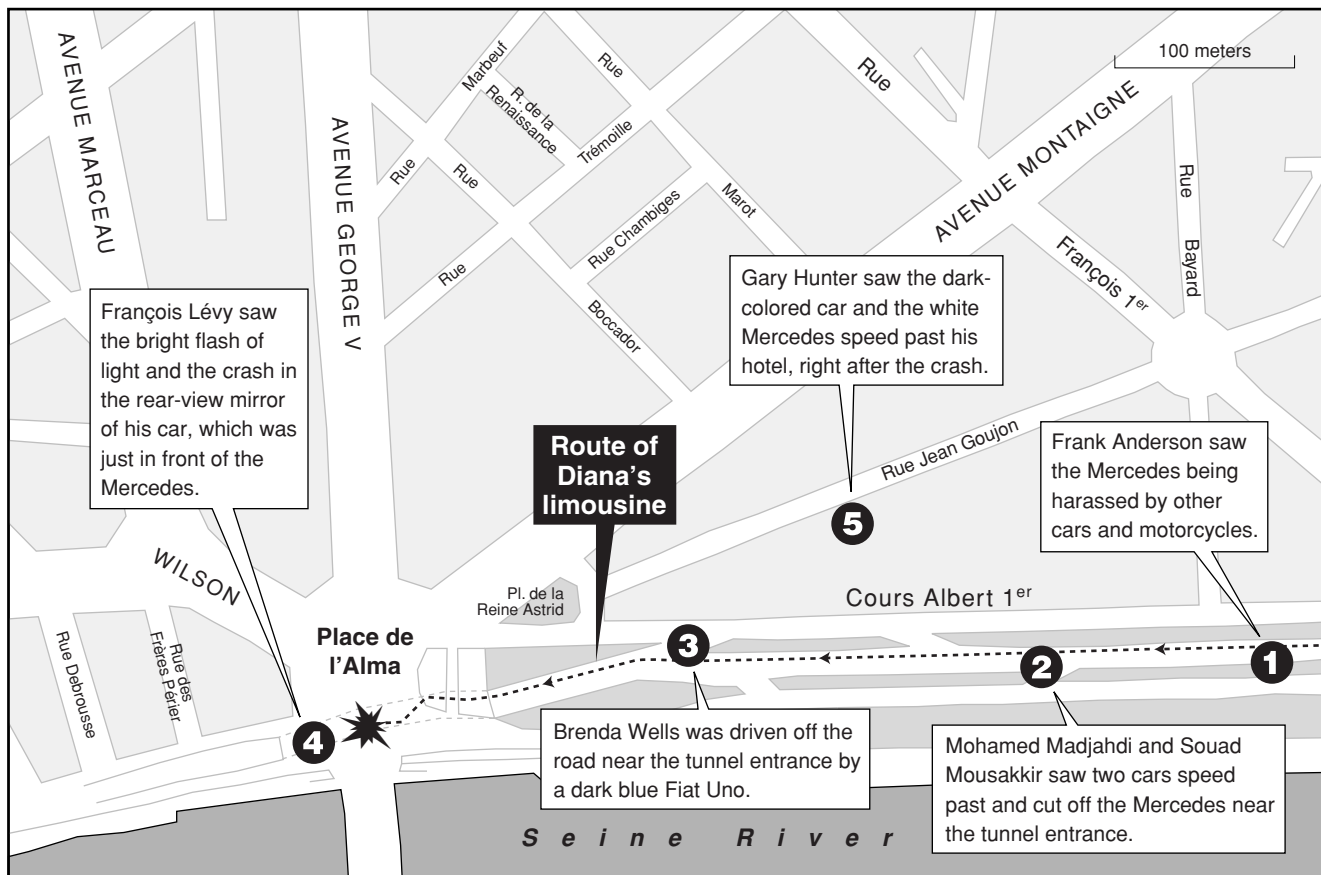 100 meters
AVENUE MARCEAU
AVENUE GEORGE V
Rue
Marbeuf
R. de la
Renaissance
Rue
Trémoille
Rue
Marot
Rue
Boccador
Rue Chambiges
Rue
François 1er
AVENUE MONTAIGNE
Rue
Bayard
François Lévy saw
the bright flash of
light and the crash in
the rear-view mirror
of his car, which was
just in front of the
Mercedes.
Gary Hunter saw the dark-
colored car and the white
Mercedes speed past his
hotel, right after the crash.
Route of
Diana’s
limousine
Rue Jean Goujon
Frank Anderson saw
the Mercedes being
harassed by other
cars and motorcycles.
5
WILSON
Pl. de la
Reine Astrid
Cours Albert 1er
Rue Debrousse
Rue des
Frères Périer
Place de
l’Alma
3
2
1
4
Brenda Wells was driven off the
road near the tunnel entrance by
a dark blue Fiat Uno.
Mohamed Madjahdi and Souad
Mousakkir saw two cars speed
past and cut off the Mercedes near
the tunnel entrance.
Seine River